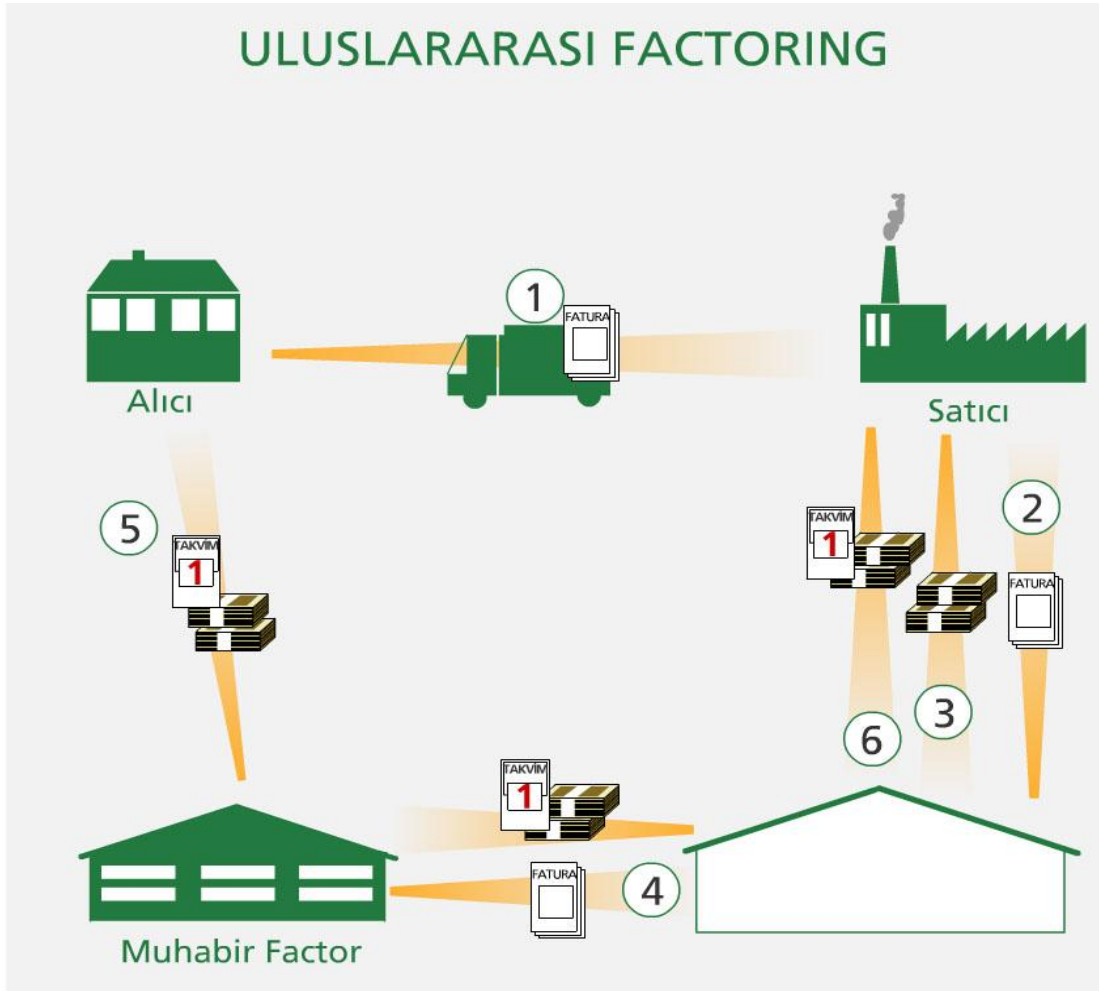 ULUSLARARASI FACTORING
1
FATURA
Alıcı
Satıcı
5
TAKVİM
1
TAKVİM
1
2
FATURA
3
6
TAKVİM
1
FATURA
4
Muhabir Factor